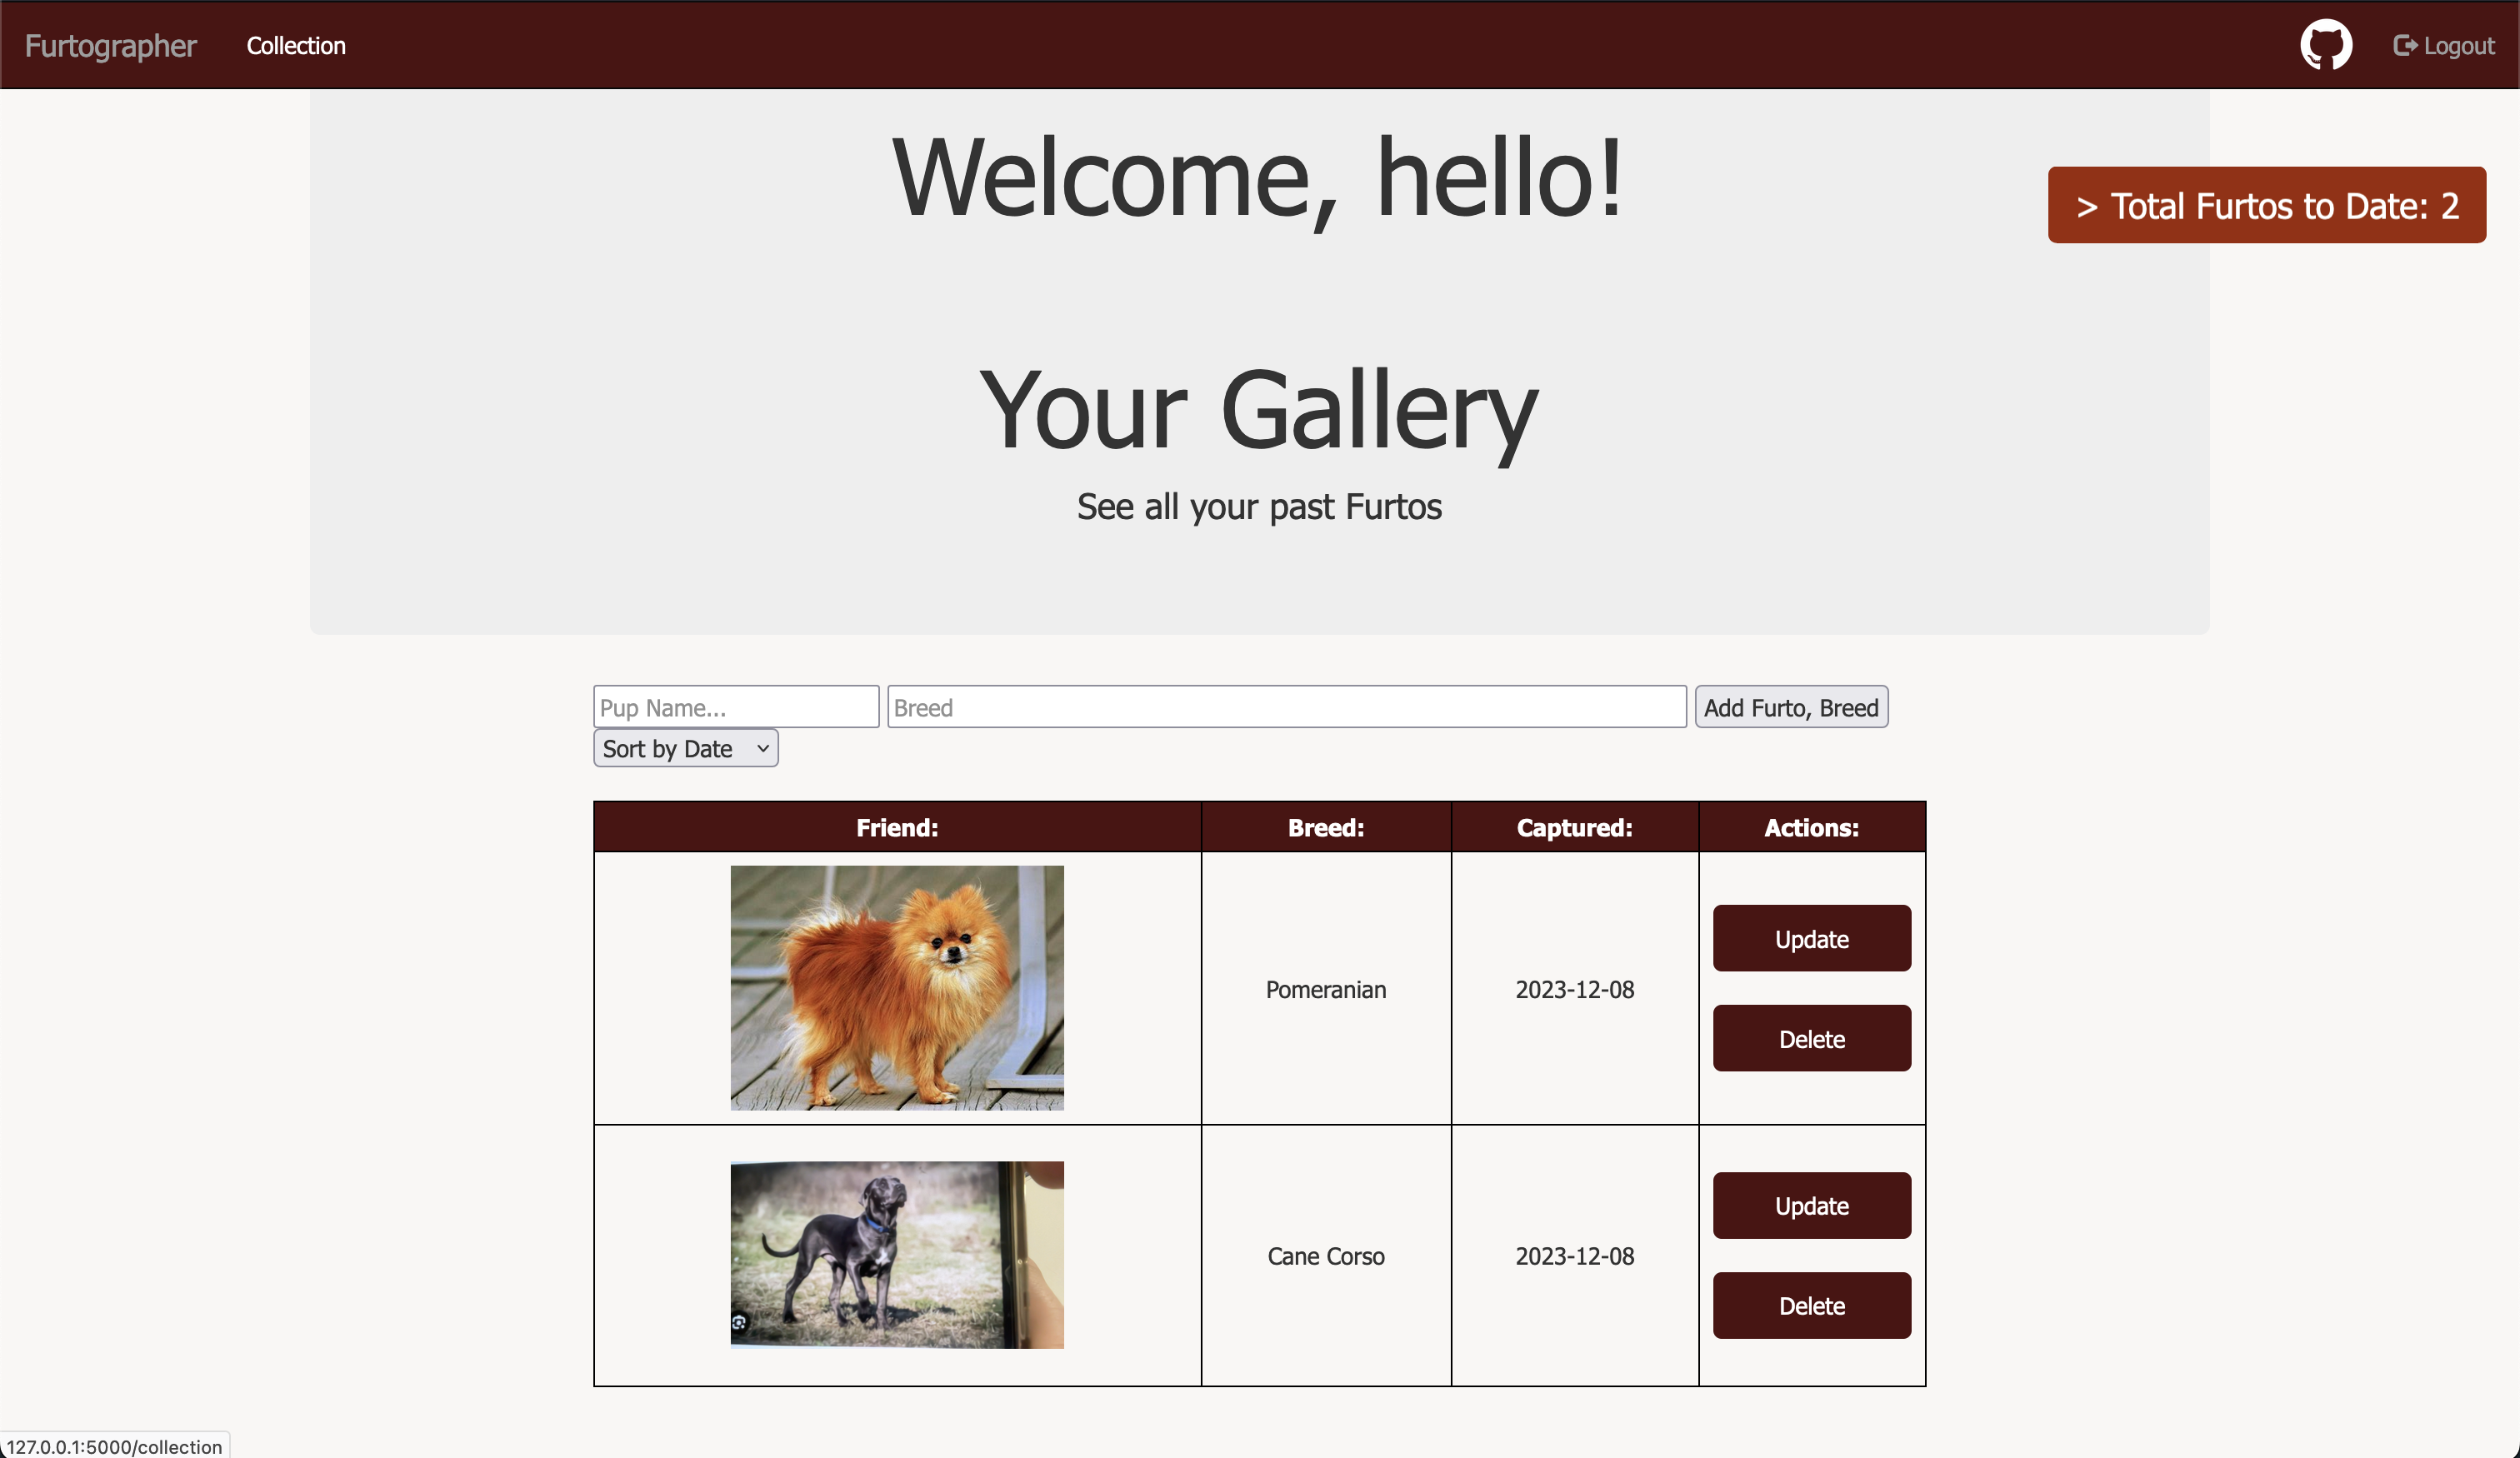 Furtographer Collection Logout
Welcome, hello!
> Total Furtos to Date: 2
Your Gallery
See all your past Furtos
Pup Name... Breed Add Furto, Breed
Sort by Date
Friend: Breed: Captured: Actions:
Pomeranian 2023-12-08 Update
Delete
Cane Corso 2023-12-08 Update
Delete
127.0.0.1:5000/collection